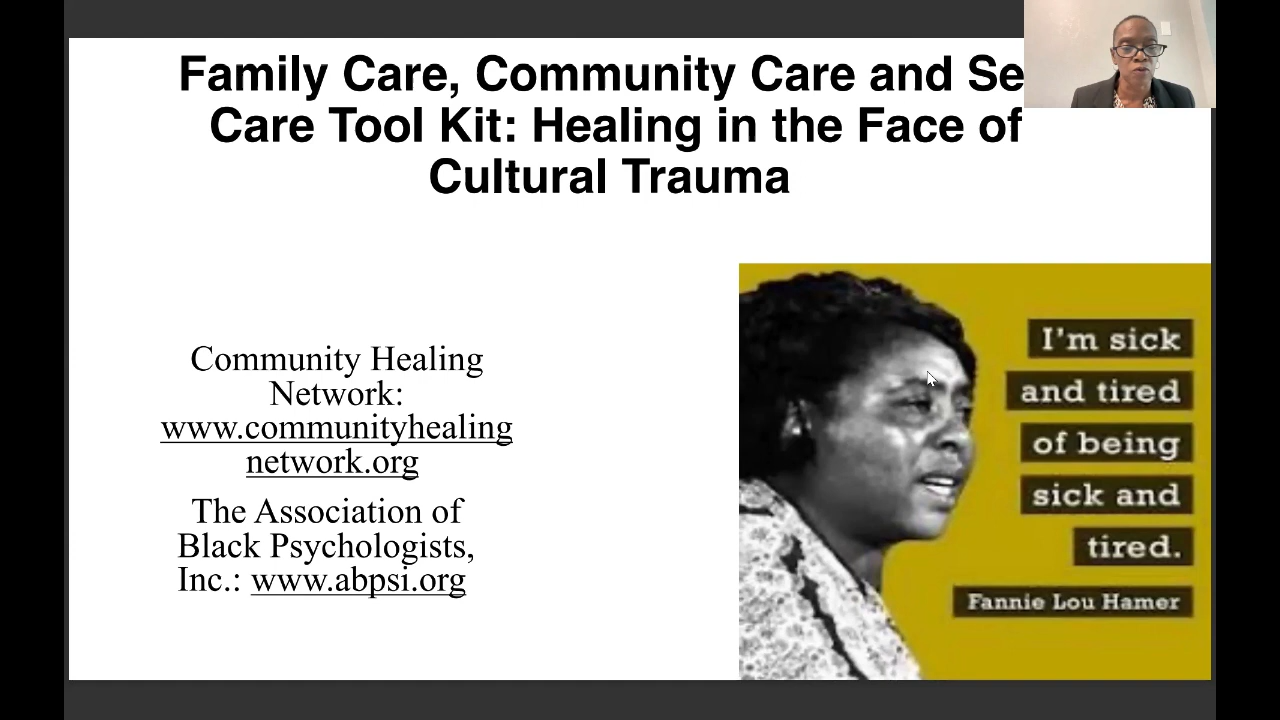 Family Care, Community Care and Se
Care Tool Kit: Healing in the Face of
Cultural Trauma
Community Healing
Network:
www.communityhealing
network.org
The Association of
Black Psychologists,
Inc.: www.abpsi.org
I'm sick
and tired
of being
sick and
tired.
Fannie Lou Hamer